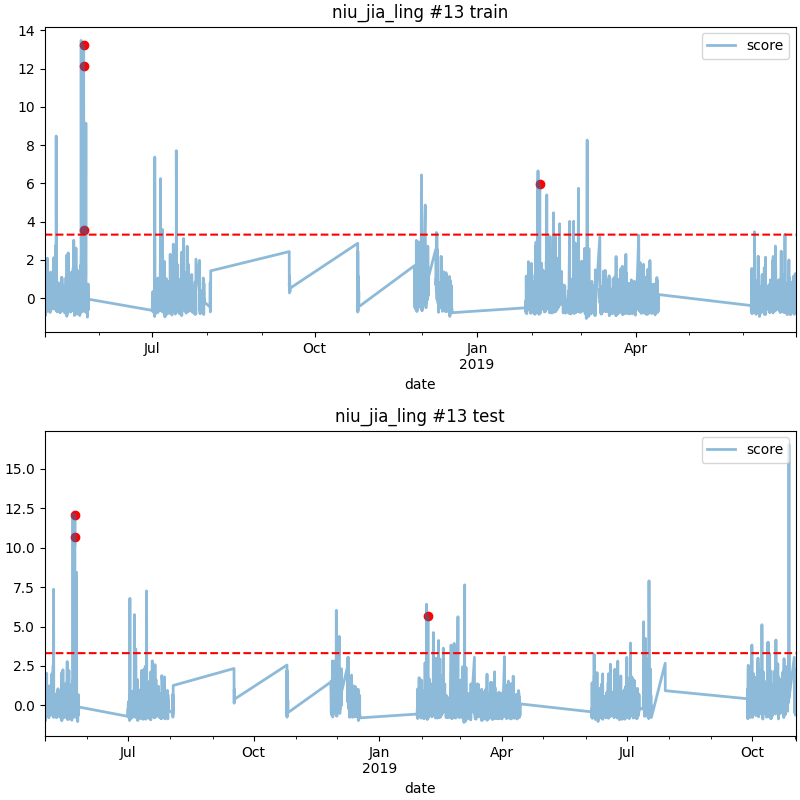 niu_jia_ling #13 train
score
14
12
10
8
6
4
2
0
Jul
Oct
Jan
2019
Apr
date
niu_jia_ling #13 test
score
15.0
12.5
10.0
7.5
5.0
2.5
0.0
Jul
Oct
Jan
2019
Apr
Jul
Oct
date